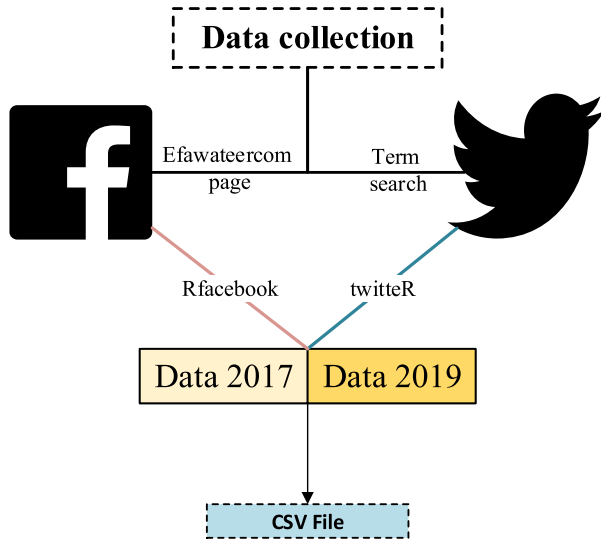 Data collection
Efawateercom
page
Term
search
Rfacebook
twitteR
Data 2017
Data 2019
CSV File